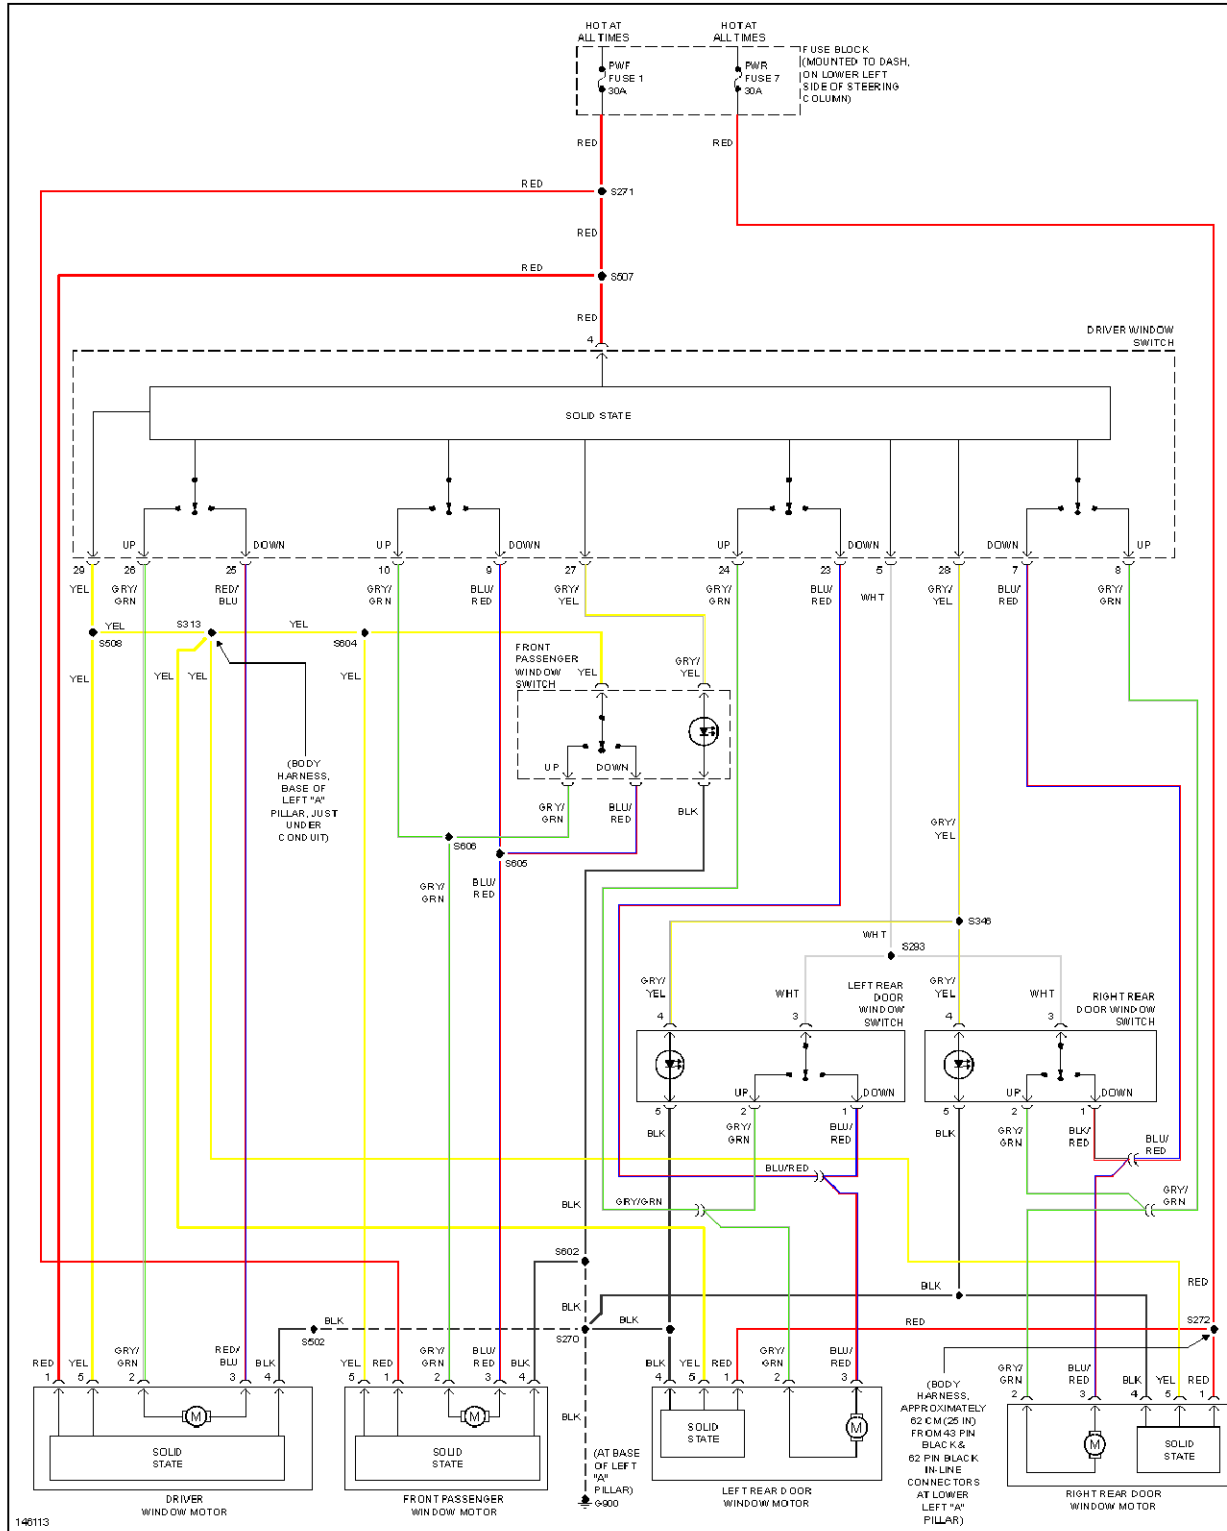 HOT AT
ALL TIMES
HOT AT
ALL TIMES
PWF
FUSE 1
30A
PWR
FUSE 7
30A
FUSE BLOCK
(MOUNTED TO DASH,
ON LOWER LEFT
SIDE OF STEERING
COLUMN)
RED
RED
RED
S271
RED
RED
S507
RED
4
DRIVER WINDOW
SWITCH
SOLID STATE
UP
DOWN
UP
DOWN
UP
DOWN
DOWN
UP
29
26
25
10
9
27
24
23
5
28
7
8
YEL
GRY/
GRN
RED/
BLU
GRY/
GRN
BLU/
RED
GRY/
YEL
GRY/
GRN
BLU/
RED
WHT
GRY/
YEL
BLU/
RED
GRY/
GRN
YEL
S508
S313
YEL
S604
YEL
YEL
YEL
YEL
FRONT
PASSENGER
WINDOW
SWITCH
YEL
GRY/
YEL
UP
DOWN
(BODY
HARNESS,
BASE OF
LEFT "A"
PILLAR, JUST
UNDER
CONDUIT)
GRY/
GRN
BLU/
RED
BLK
S606
S605
GRY/
GRN
BLU/
RED
GRY/
YEL
S346
WHT
S293
GRY/
YEL
4
WHT
3
LEFT REAR
DOOR
WINDOW
SWITCH
GRY/
YEL
4
WHT
3
RIGHT REAR
DOOR WINDOW
SWITCH
UP
DOWN
UP
DOWN
5
2
1
5
2
1
BLK
GRY/
GRN
BLU/
RED
BLK
GRY/
GRN
BLK/
RED
BLU/
RED
BLU/RED
GRY/GRN
GRY/
GRN
BLK
S602
BLK
BLK
S502
S270
BLK
BLK
RED
RED
S272
RED
1
YEL
5
GRY/
GRN
2
RED/
BLU
3
BLK
4
YEL
5
RED
1
GRY/
GRN
2
BLU/
RED
3
BLK
4
BLK
4
YEL
5
RED
1
GRY/
GRN
2
BLU/
RED
3
GRY/
GRN
2
BLU/
RED
3
BLK
4
YEL
5
RED
1
M
SOLID
STATE
DRIVER
WINDOW MOTOR
M
SOLID
STATE
FRONT PASSENGER
WINDOW MOTOR
BLK
(AT BASE
OF LEFT
"A"
PILLAR)
G900
SOLID
STATE
M
LEFT REAR DOOR
WINDOW MOTOR
(BODY
HARNESS,
APPROXIMATELY
62 CM (25 IN)
FROM 43 PIN
BLACK &
62 PIN BLACK
IN-LINE
CONNECTORS
AT LOWER
LEFT "A"
PILLAR)
M
SOLID
STATE
RIGHT REAR DOOR
WINDOW MOTOR
146113